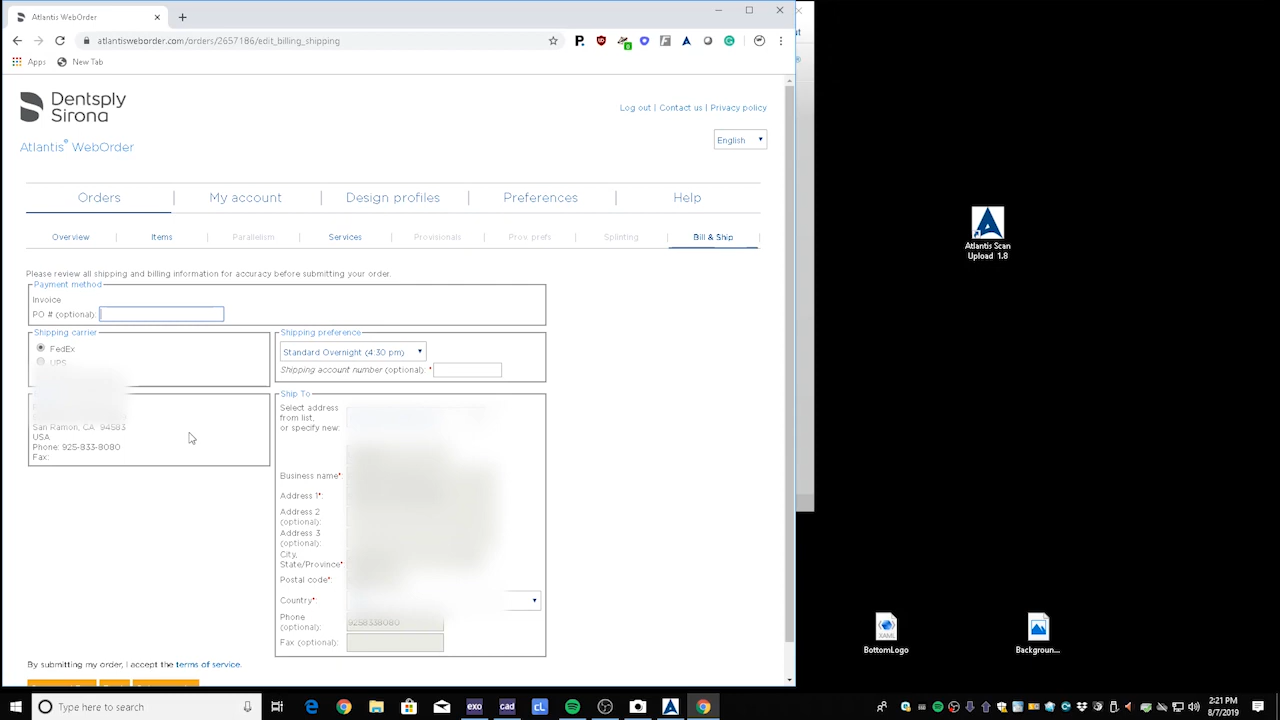 Atlantis WebOrder
atlantisweborder.com/orders/2657186/edit_billing_shipping
Apps New Tab
Dentsply
Sirona
Log out | Contact us | Privacy policy
Atlantis® WebOrder
English
Orders My account Design profiles Preferences Help
Overview Items Parallelism Services Provisionals Prov. prefs Splinting Bill & Ship
Please review all shipping and billing information for accuracy before submitting your order.
Payment method
Invoice
PO # (optional):
Shipping carrier
FedEx
UPS
Shipping preference
Standard Overnight (4:30 pm)
Shipping account number (optional): *
San Ramon, CA 94583
USA
Phone: 925-833-8080
Fax:
Ship To
Select address
from list,
or specify new:
Business name*:
Address 1*:
Address 2
(optional):
Address 3
(optional):
City,
State/Province*
Postal code*:
Country*:
Phone
(optional):
9258338080
Fax (optional):
By submitting my order, I accept the terms of service.
Atlantis Scan
Upload 1.8
XAML
BottomLogo
Backgroun...
Type here to search
exo
cad
cL
2:21 PM
8/7/2019